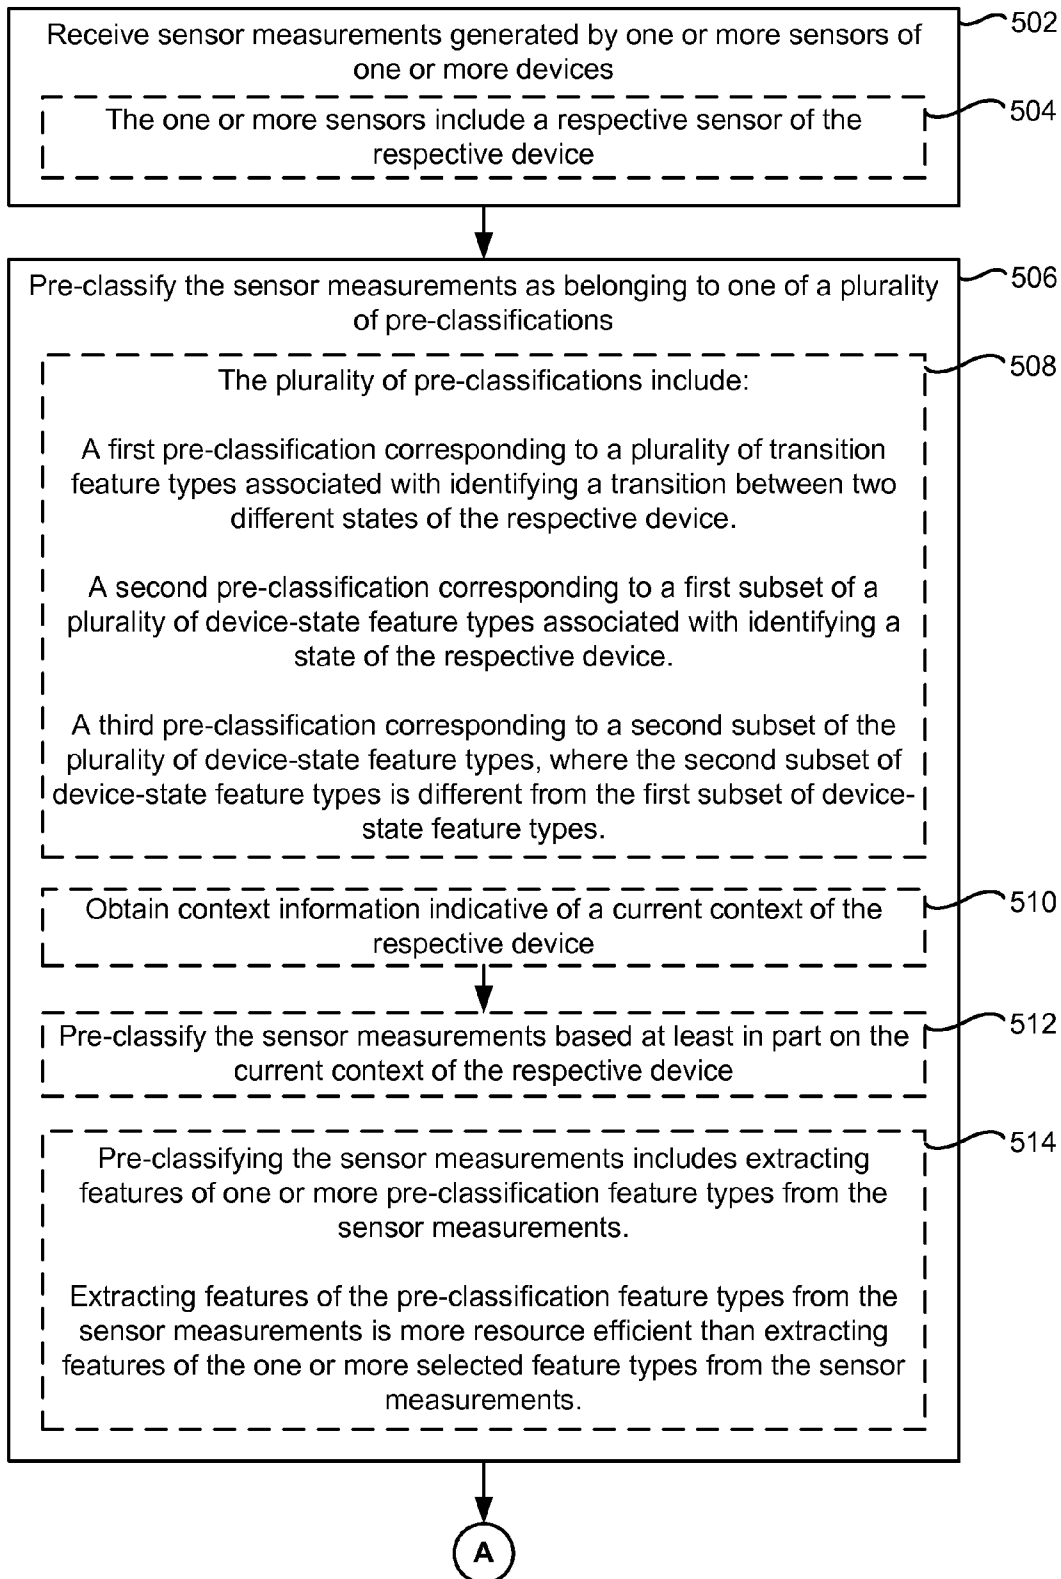 Receive sensor measurements generated by one or more sensors of
one or more devices
502
The one or more sensors include a respective sensor of the
respective device
504
Pre-classify the sensor measurements as belonging to one of a plurality
of pre-classifications
506
The plurality of pre-classifications include:
508
A first pre-classification corresponding to a plurality of transition
feature types associated with identifying a transition between two
different states of the respective device.
A second pre-classification corresponding to a first subset of a
plurality of device-state feature types associated with identifying a
state of the respective device.
A third pre-classification corresponding to a second subset of the
plurality of device-state feature types, where the second subset of
device-state feature types is different from the first subset of device-
state feature types.
Obtain context information indicative of a current context of the
respective device
510
Pre-classify the sensor measurements based at least in part on the
current context of the respective device
512
Pre-classifying the sensor measurements includes extracting
features of one or more pre-classification feature types from the
sensor measurements.
514
Extracting features of the pre-classification feature types from the
sensor measurements is more resource efficient than extracting
features of the one or more selected feature types from the sensor
measurements.
A